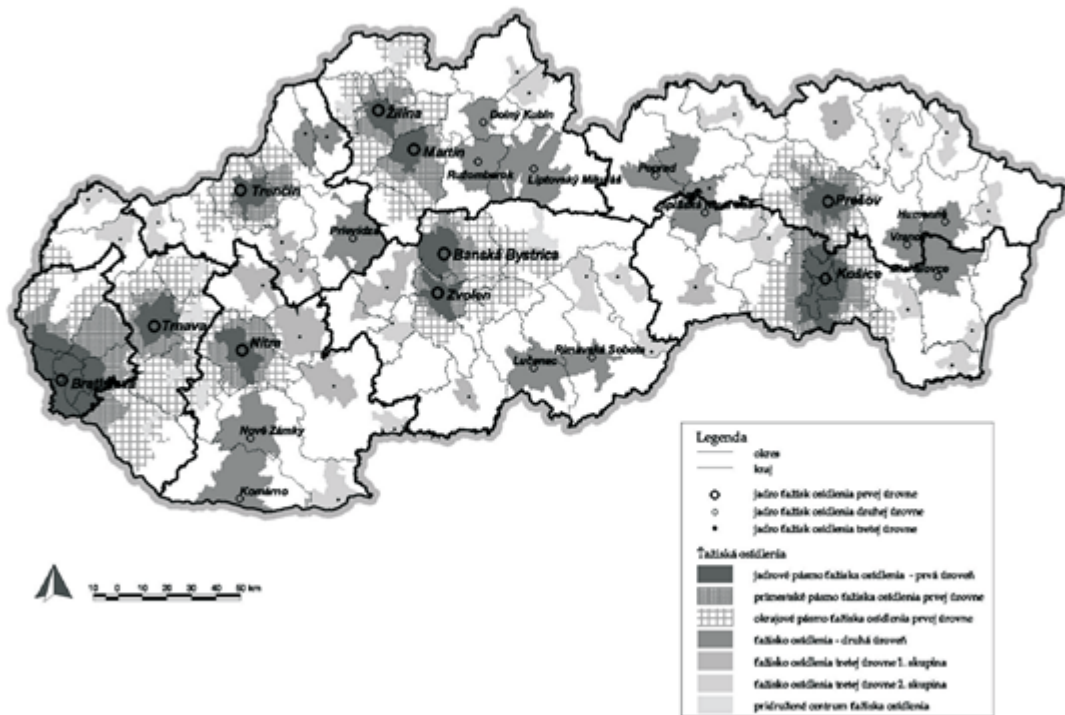 Žilina
Dolný Kubín
Martin
Ružomberok
Liptovský Mikuláš
Poprad
Trenčín
Prešov
Prievidza
Humenné
Banská Bystrica
Košice
Zvolen
Trnava
Nitra
Rimavská Sobota
Lučenec
Bratislava
Nové Zámky
Komárno
Legenda
okres
kraj
jadro ťažísk osídlenia prvej úrovne
jadro ťažísk osídlenia druhej úrovne
jadro ťažísk osídlenia tretej úrovne
Ťažiská osídlenia
jadrové pásmo ťažiska osídlenia - prvá úroveň
prímestské pásmo ťažiska osídlenia prvej úrovne
okrajové pásmo ťažiska osídlenia prvej úrovne
ťažisko osídlenia - druhá úroveň
ťažisko osídlenia tretej úrovne 1. skupina
ťažisko osídlenia tretej úrovne 2. skupina
pridružené centrum ťažiska osídlenia
10 0 10 20 30 40 50 km